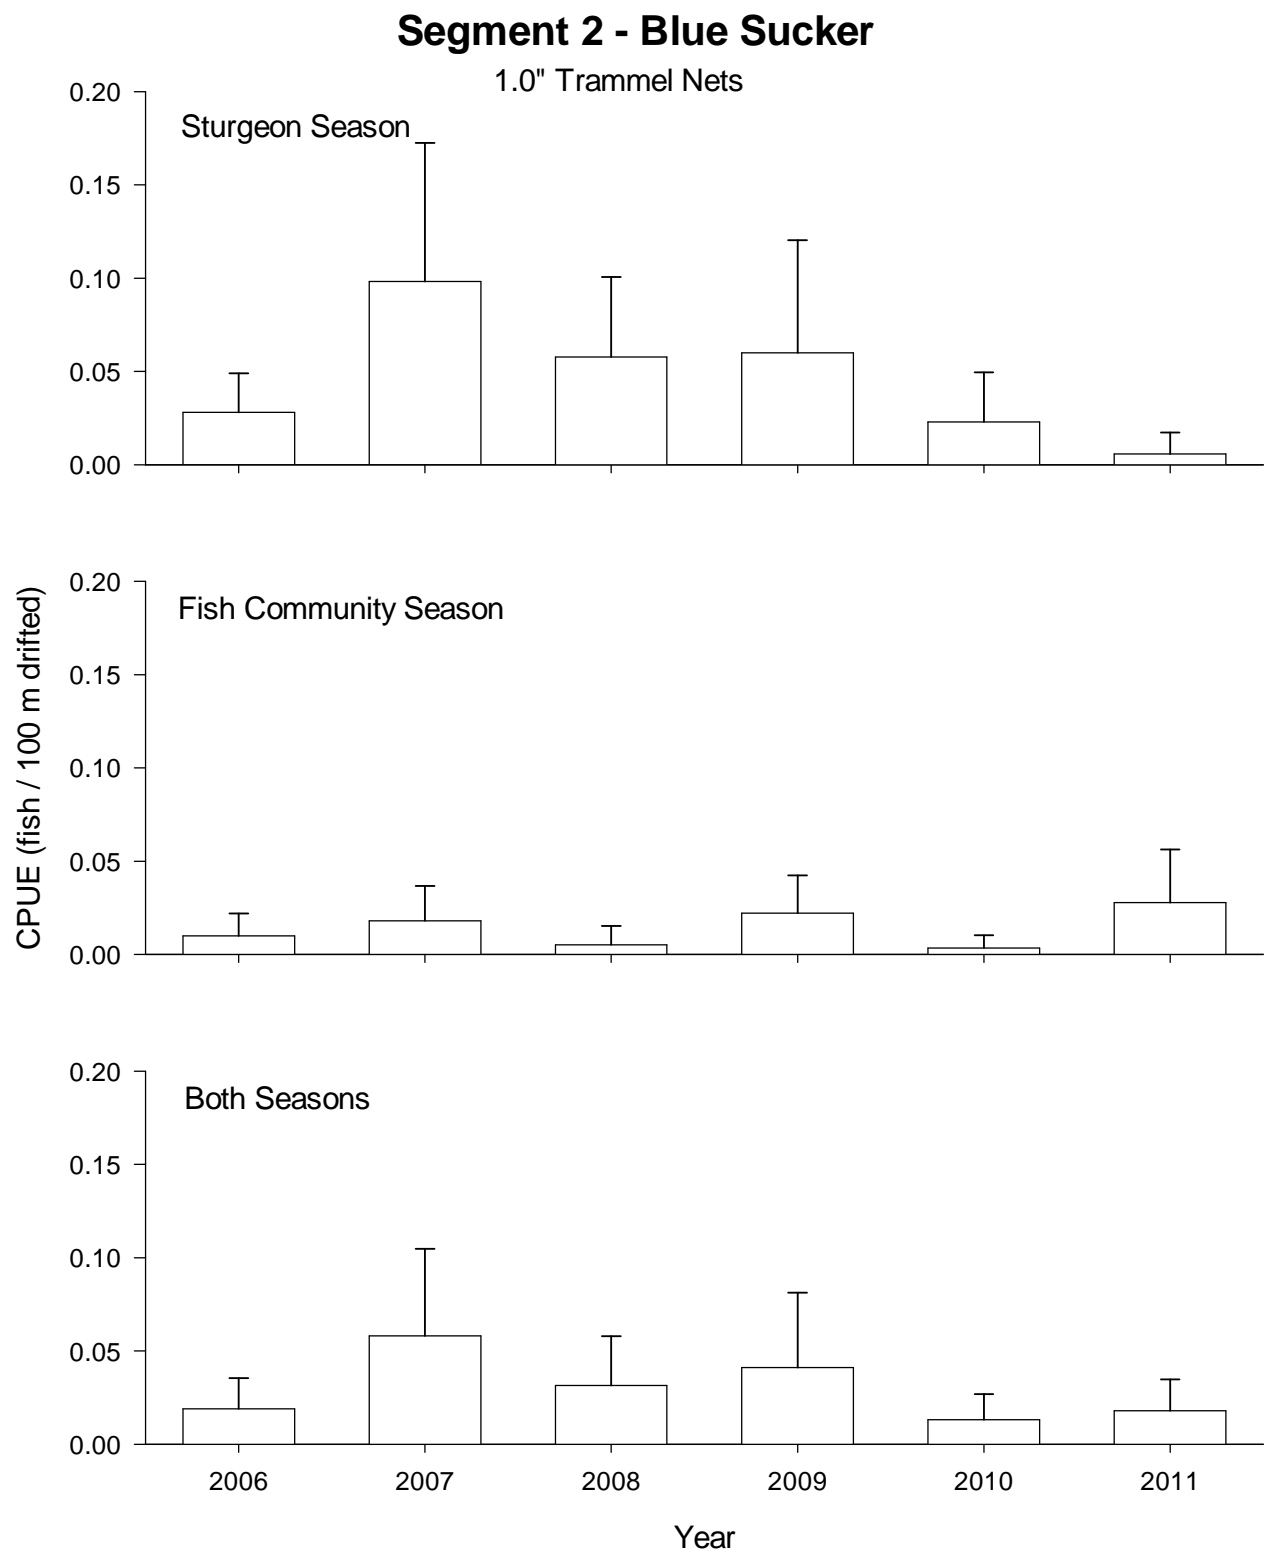 Segment 2 - Blue Sucker
1.0" Trammel Nets
Sturgeon Season
0.20
0.15
0.10
0.05
0.00
Fish Community Season
0.20
0.15
0.10
0.05
0.00
CPUE (fish / 100 m drifted)
Both Seasons
0.20
0.15
0.10
0.05
0.00
2006 2007 2008 2009 2010 2011
Year